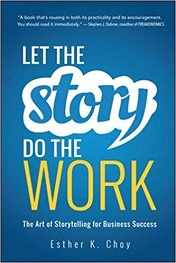 "A book that's rousing in both its practicality and its encouragement.
You should read it immediately." — Stephen J. Dubner, coauthor of FREAKONOMICS
LET THE
story
DO THE
WORK
The Art of Storytelling for Business Success
Esther K. Choy